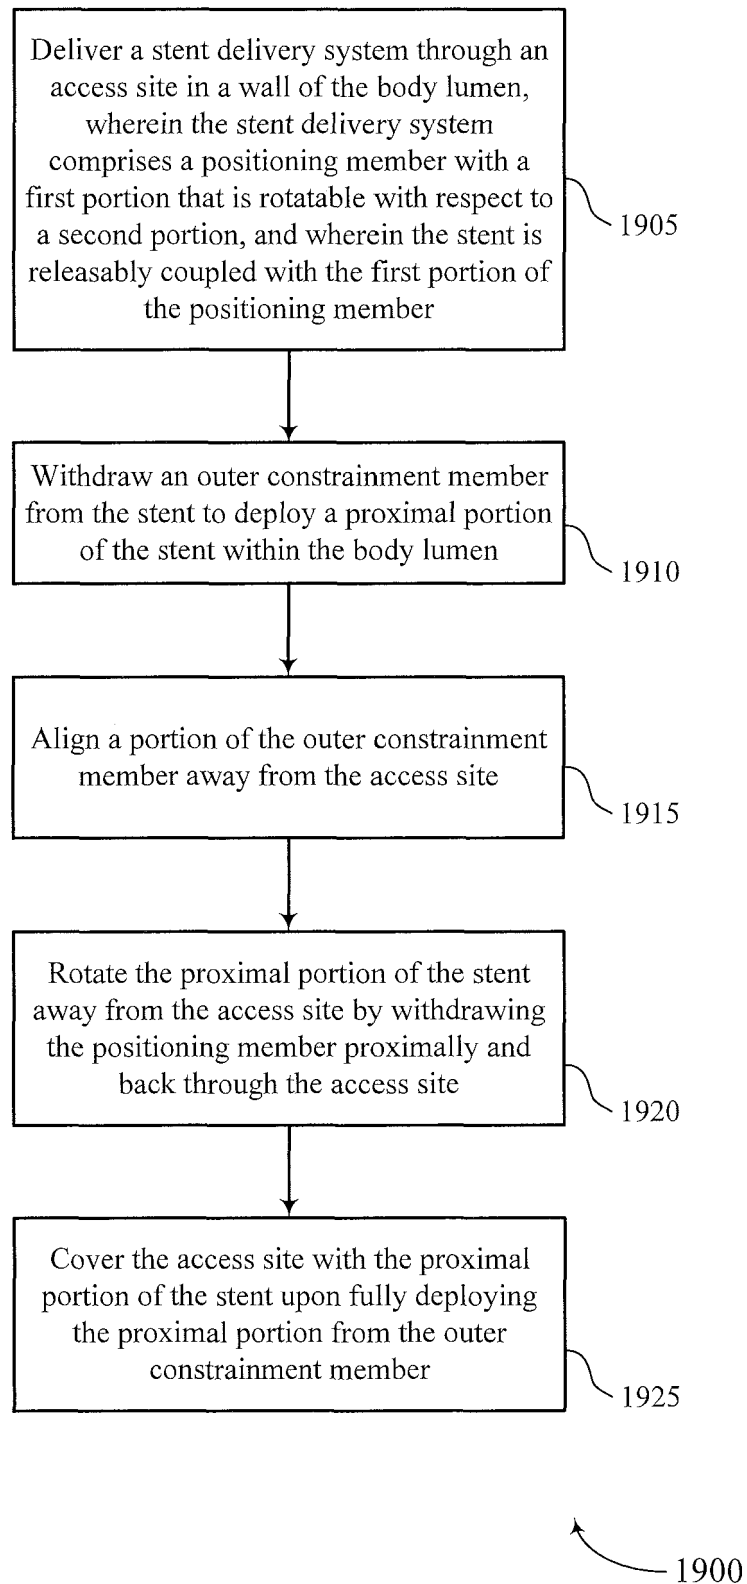 Deliver a stent delivery system through an
access site in a wall of the body lumen,
wherein the stent delivery system
comprises a positioning member with a
first portion that is rotatable with respect to
a second portion, and wherein the stent is
releasably coupled with the first portion of
the positioning member
1905
Withdraw an outer constrainment member
from the stent to deploy a proximal portion
of the stent within the body lumen
1910
Align a portion of the outer constrainment
member away from the access site
1915
Rotate the proximal portion of the stent
away from the access site by withdrawing
the positioning member proximally and
back through the access site
1920
Cover the access site with the proximal
portion of the stent upon fully deploying
the proximal portion from the outer
constrainment member
1925
1900